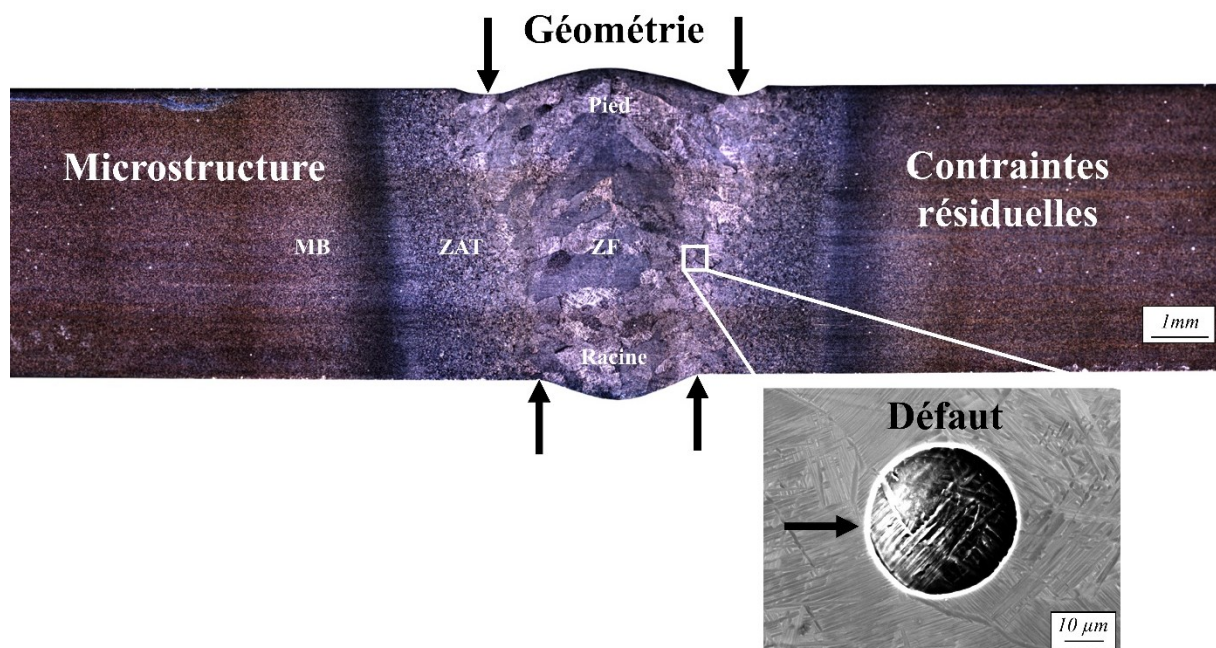 Géométrie
Pied
Microstructure
Contraintes
résiduelles
MB
ZAT
ZF
1mm
Racine
Défaut
10 µm